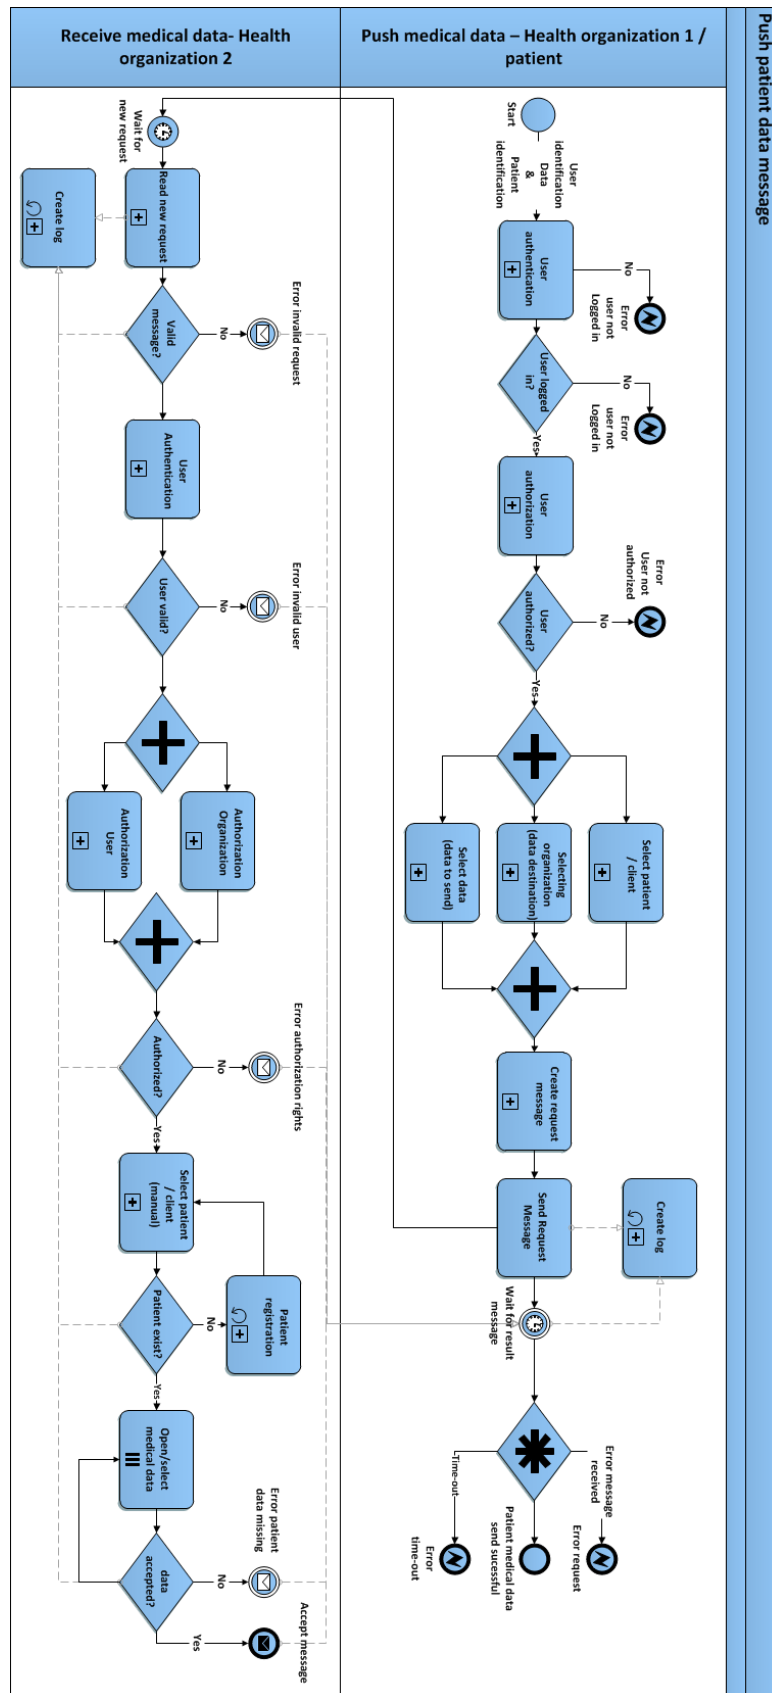 Push patient data message
Push medical data – Health organization 1 /
patient
Start
User
identification
Data
&
Patient
identification
User
authentication
No
Error
user not
Logged in
User logged
in?
No
Error
user not
Logged in
Yes
User
authorization
User
authorized?
No
Error
User not
authorized
Yes
Select patient
/ client
Selecting
organization
(data destination)
Select data
(data to send)
Create request
message
Send Request
Message
Create log
Wait for result
message
Error message
received
Error request
Patient medical data
send sucessful
Time-out
Error
time-out
Receive medical data- Health
organization 2
Wait for
new request
Read new request
Create log
Valid
message?
No
Error invalid request
User
Authentication
User valid?
No
Error invalid user
Authorization
Organization
Authorization
User
Authorized?
No
Error authorization rights
Yes
Select patient
/ client
(manual)
Patient exist?
No
Patient
registration
Yes
Open/select
medical data
data
accepted?
No
Error patient
data missing
Yes
Accept message